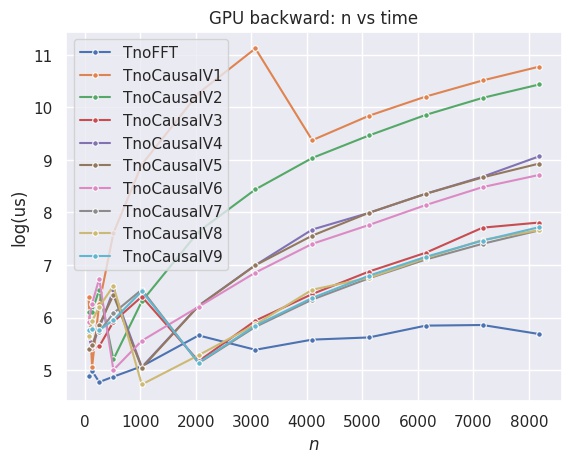 GPU backward: n vs time
log(us)
11
10
9
8
7
6
5
TnoFFT
TnoCausalV1
TnoCausalV2
TnoCausalV3
TnoCausalV4
TnoCausalV5
TnoCausalV6
TnoCausalV7
TnoCausalV8
TnoCausalV9
0 1000 2000 3000 4000 5000 6000 7000 8000
n